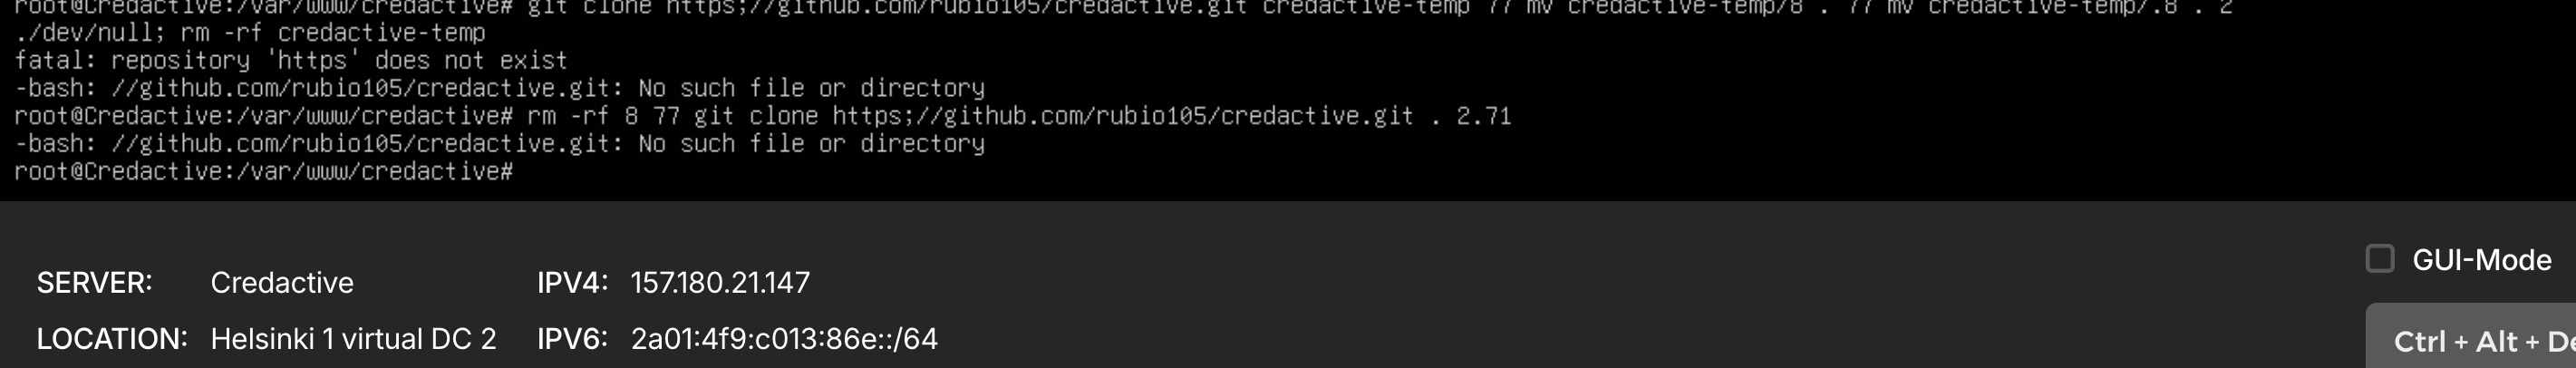 root@Credactive:/var/www/credactive# git clone https;//github.com/rubio105/credactive.git credactive-temp 77 mv credactive-temp/8 . 77 mv credactive-temp/.8 . 2
./dev/null; rm -rf credactive-temp
fatal: repository 'https' does not exist
-bash: //github.com/rubio105/credactive.git: No such file or directory
root@Credactive:/var/www/credactive# rm -rf 8 77 git clone https;//github.com/rubio105/credactive.git . 2.71
-bash: //github.com/rubio105/credactive.git: No such file or directory
root@Credactive:/var/www/credactive#
GUI-Mode
SERVER: Credactive IPV4: 157.180.21.147
LOCATION: Helsinki 1 virtual DC 2 IPV6: 2a01:4f9:c013:86e::/64
Ctrl + Alt + De